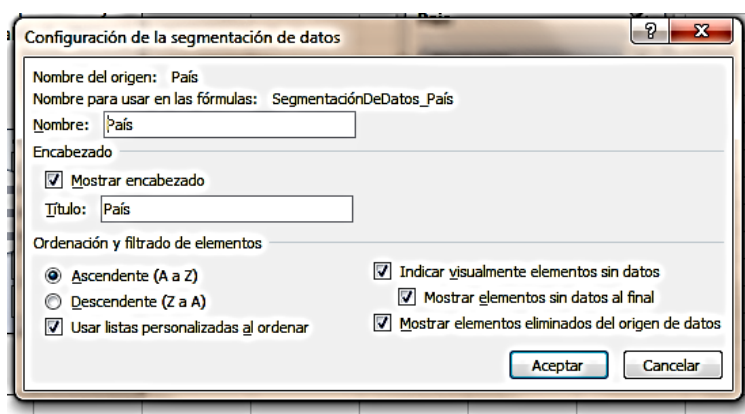 Configuración de la segmentación de datos
Nombre del origen: País
Nombre para usar en las fórmulas: SegmentaciónDeDatos_País
Nombre: País
Encabezado
Mostrar encabezado
Título: País
Ordenación y filtrado de elementos
Ascendente (A a Z)
Descendente (Z a A)
Usar listas personalizadas al ordenar
Indicar visualmente elementos sin datos
Mostrar elementos sin datos al final
Mostrar elementos eliminados del origen de datos
Aceptar
Cancelar